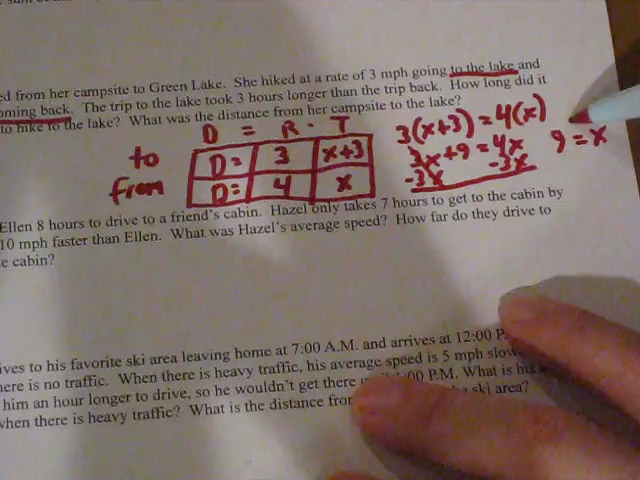 ed from her campsite to Green Lake. She hiked at a rate of 3 mph going to the lake and
oming back. The trip to the lake took 3 hours longer than the trip back. How long did it
to hike to the lake? What was the distance from her campsite to the lake?
D = R · T
to D= 3 x+3
from D= 4 x
3(x+3)=4(x)
3x+9=4x
-3x -3x
9=x
Ellen 8 hours to drive to a friend's cabin. Hazel only takes 7 hours to get to the cabin by
10 mph faster than Ellen. What was Hazel's average speed? How far do they drive to
e cabin?
ives to his favorite ski area leaving home at 7:00 A.M. and arrives at 12:00 P.
here is no traffic. When there is heavy traffic, his average speed is 5 mph slow
him an hour longer to drive, so he wouldn't get there :00 P.M. What is his
when there is heavy traffic? What is the distance from ski area?